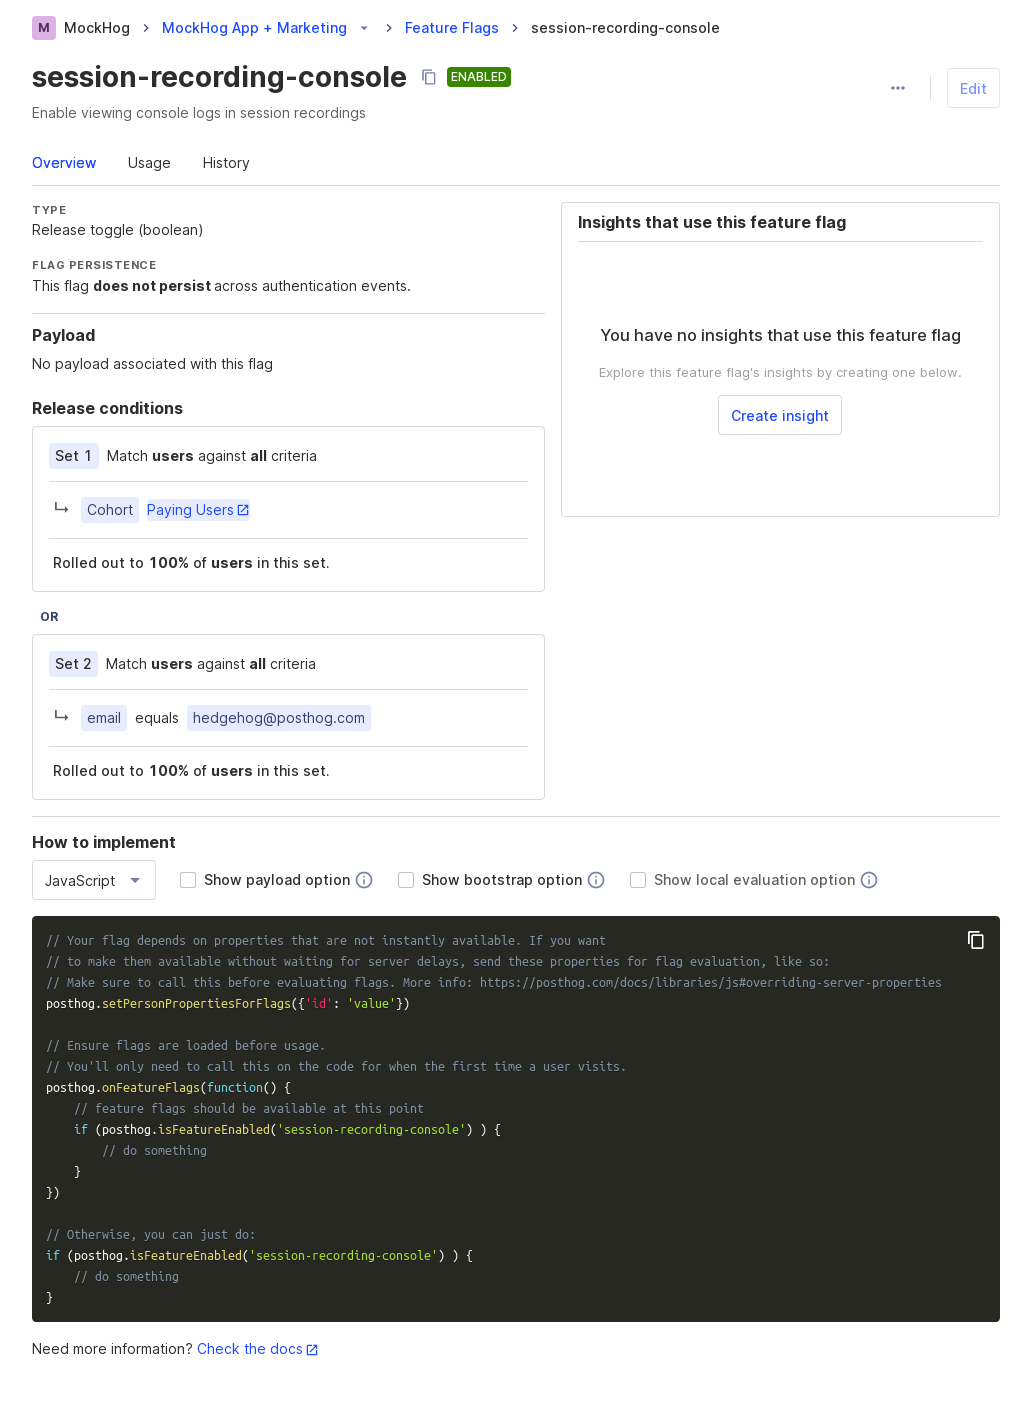 M MockHog MockHog App + Marketing Feature Flags session-recording-console
session-recording-console ENABLED
Edit
Enable viewing console logs in session recordings
Overview Usage History
TYPE
Release toggle (boolean)
FLAG PERSISTENCE
This flag does not persist across authentication events.
Payload
No payload associated with this flag
Release conditions
Set 1 Match users against all criteria
Cohort Paying Users
Rolled out to 100% of users in this set.
OR
Set 2 Match users against all criteria
email equals hedgehog@posthog.com
Rolled out to 100% of users in this set.
Insights that use this feature flag
You have no insights that use this feature flag
Explore this feature flag's insights by creating one below.
Create insight
How to implement
JavaScript Show payload option Show bootstrap option Show local evaluation option
// Your flag depends on properties that are not instantly available. If you want
// to make them available without waiting for server delays, send these properties for flag evaluation, like so:
// Make sure to call this before evaluating flags. More info: https://posthog.com/docs/libraries/js#overriding-server-properties
posthog.setPersonPropertiesForFlags({'id': 'value'})
// Ensure flags are loaded before usage.
// You'll only need to call this on the code for when the first time a user visits.
posthog.onFeatureFlags(function() {
    // feature flags should be available at this point
    if (posthog.isFeatureEnabled('session-recording-console') ) {
        // do something
    }
})
// Otherwise, you can just do:
if (posthog.isFeatureEnabled('session-recording-console') ) {
    // do something
}
Need more information? Check the docs